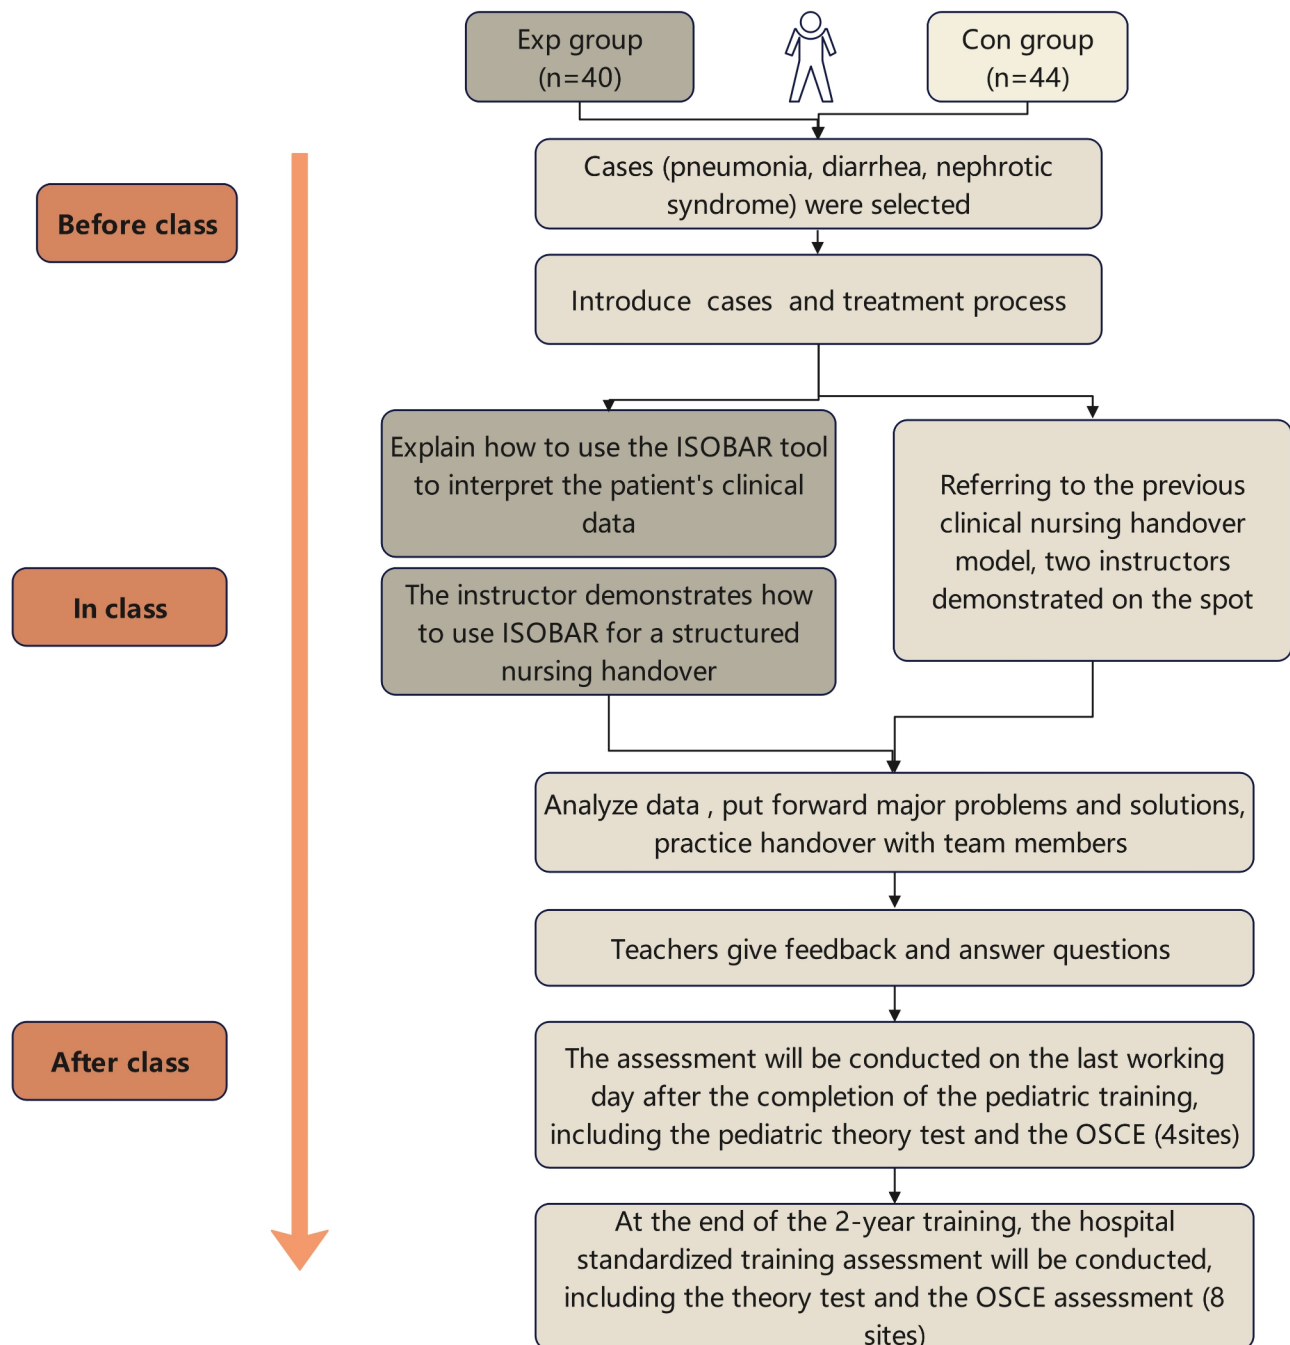 Exp group
(n=40)
Con group
(n=44)
Before class
Cases (pneumonia, diarrhea, nephrotic
syndrome) were selected
Introduce cases and treatment process
In class
Explain how to use the ISOBAR tool
to interpret the patient's clinical
data
The instructor demonstrates how
to use ISOBAR for a structured
nursing handover
Referring to the previous
clinical nursing handover
model, two instructors
demonstrated on the spot
Analyze data , put forward major problems and solutions,
practice handover with team members
Teachers give feedback and answer questions
After class
The assessment will be conducted on the last working
day after the completion of the pediatric training,
including the pediatric theory test and the OSCE (4sites)
At the end of the 2-year training, the hospital
standardized training assessment will be conducted,
including the theory test and the OSCE assessment (8
sites)